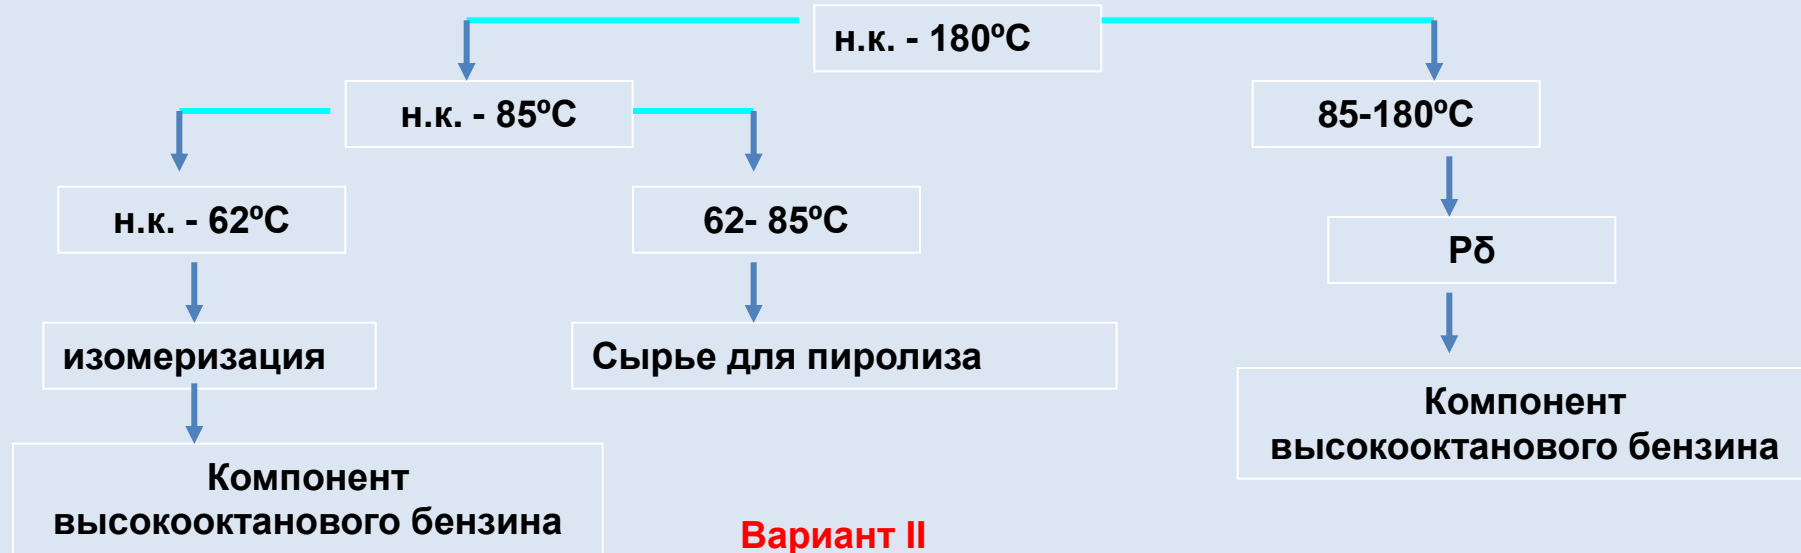 н.к. - 180ºС
н.к. - 85ºС
85-180ºС
н.к. - 62ºС
62- 85ºС
Рδ
изомеризация
Сырье для пиролиза
Компонент
высокооктанового бензина
Компонент
высокооктанового бензина
Вариант II